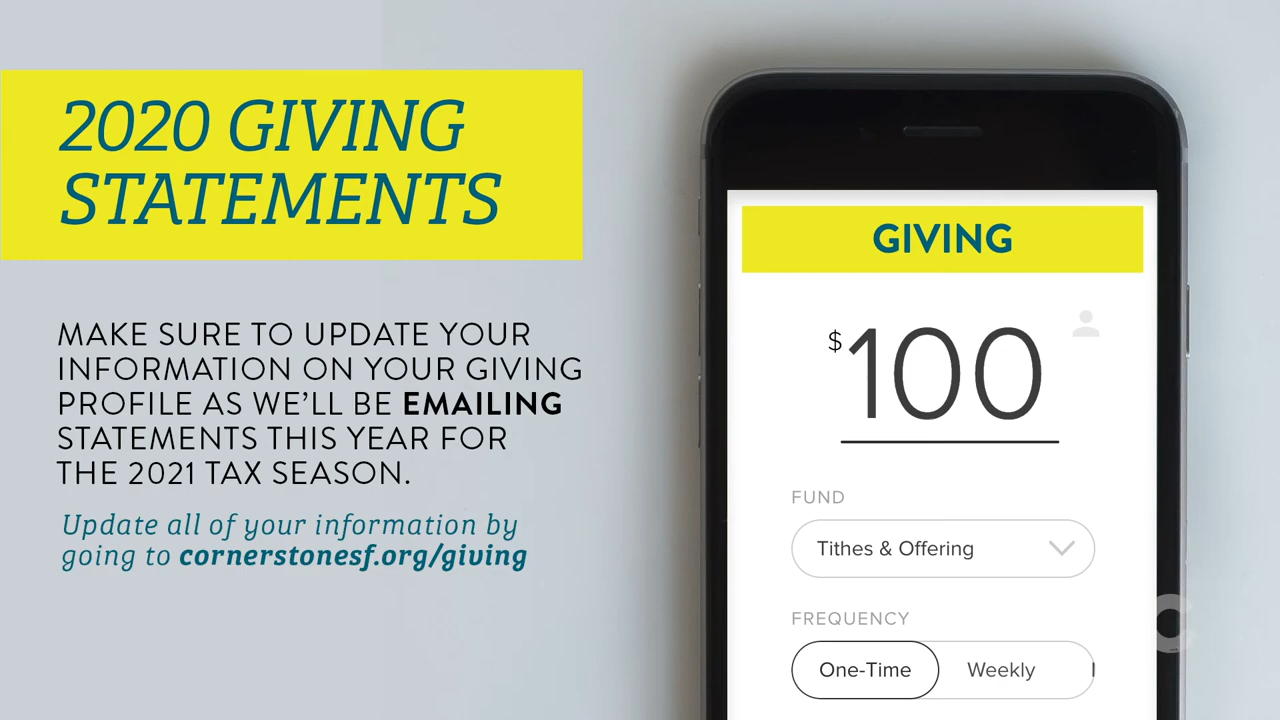 2020 GIVING
STATEMENTS
MAKE SURE TO UPDATE YOUR
INFORMATION ON YOUR GIVING
PROFILE AS WE'LL BE EMAILING
STATEMENTS THIS YEAR FOR
THE 2021 TAX SEASON.
Update all of your information by
going to cornerstonesf.org/giving
GIVING
$100
FUND
Tithes & Offering
FREQUENCY
One-Time Weekly
C